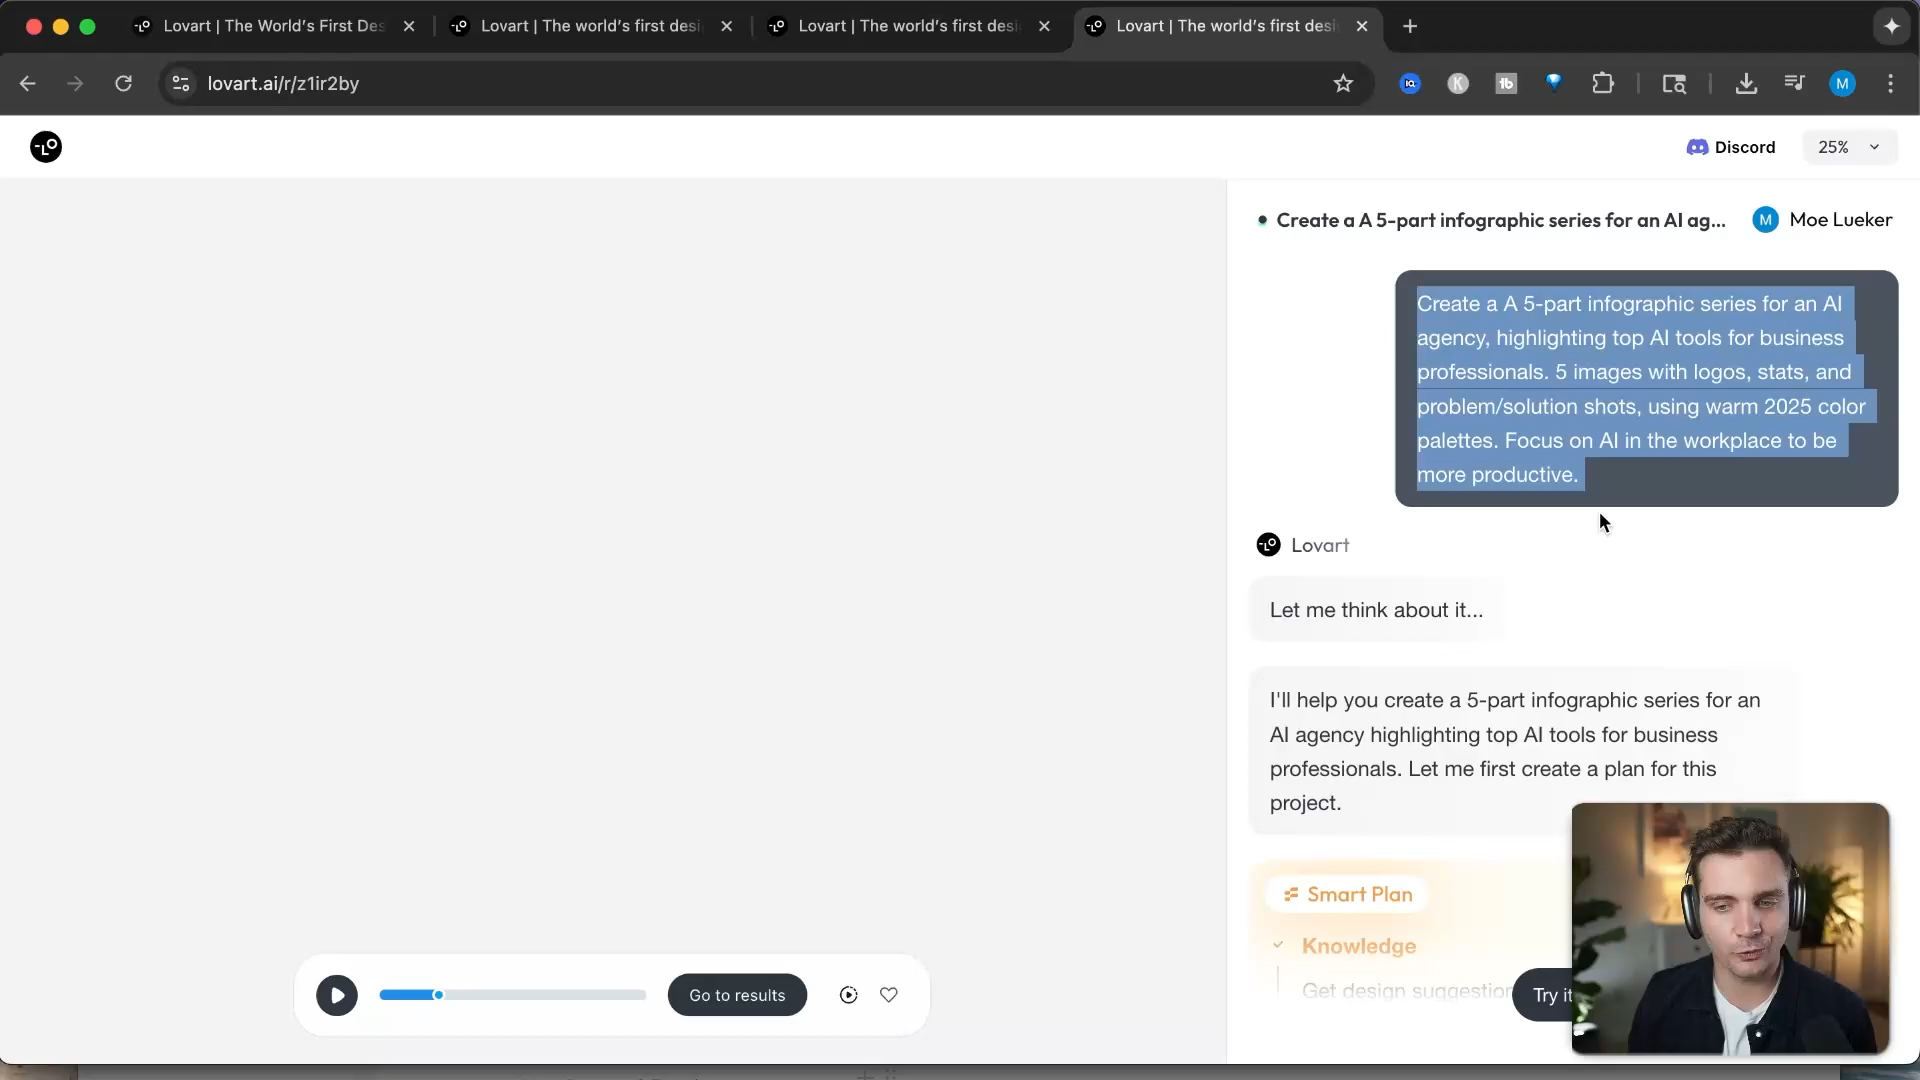 Lovart | The World's First Des
Lovart | The world's first desi
Lovart | The world's first desi
Lovart | The world's first desi
lovart.ai/r/z1ir2by
IQ
K
tb
M
Discord
25%
Create a A 5-part infographic series for an AI ag...
M
Moe Lueker
Create a A 5-part infographic series for an AI
agency, highlighting top AI tools for business
professionals. 5 images with logos, stats, and
problem/solution shots, using warm 2025 color
palettes. Focus on AI in the workplace to be
more productive.
Lovart
Let me think about it...
I'll help you create a 5-part infographic series for an
AI agency highlighting top AI tools for business
professionals. Let me first create a plan for this
project.
Smart Plan
Knowledge
Get design suggestion
Go to results
Try it